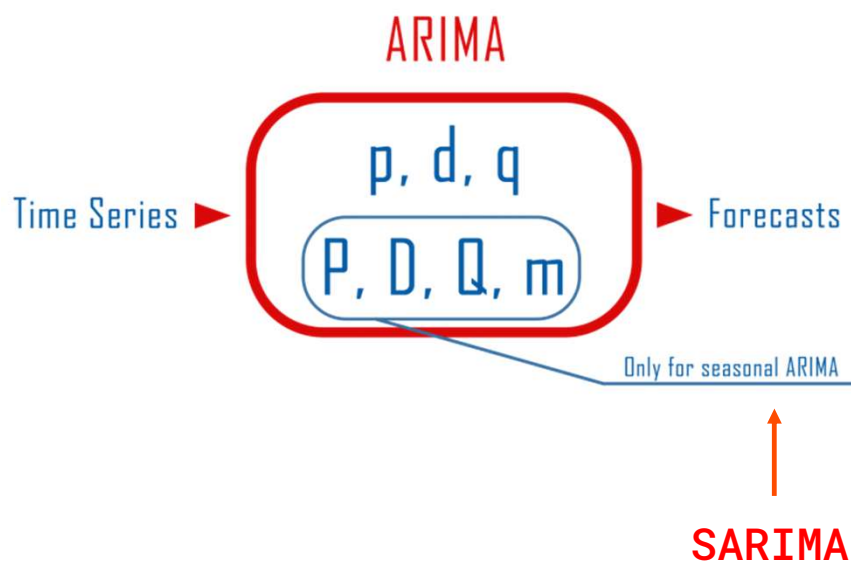 ARIMA
p, d, q
Time Series
Forecasts
P, D, Q, m
Only for seasonal ARIMA
SARIMA